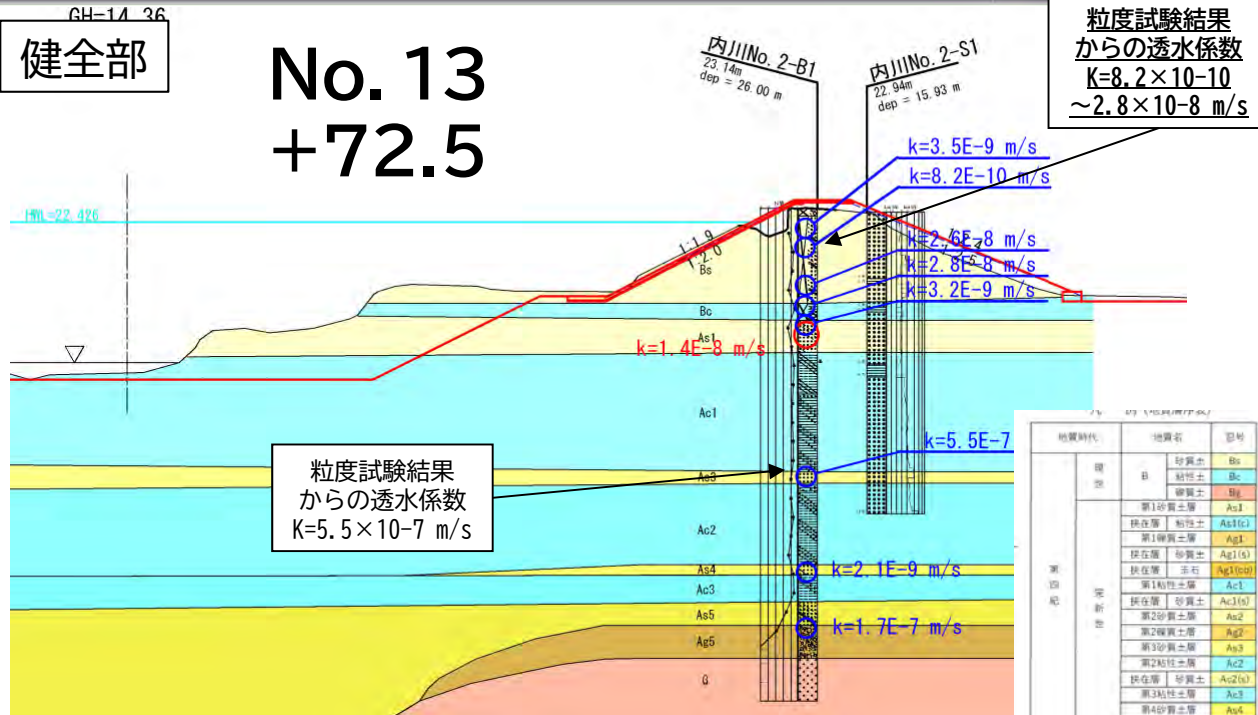 GH=14.36
健全部
No. 13
+72.5
内川No. 2-B1
23.14m
dep = 26.00 m
内川No. 2-S1
22.94m
dep = 15.93 m
粒度試験結果
からの透水係数
K=8.2×10-10
～2.8×10-8 m/s
k=3.5E-9 m/s
k=8.2E-10 m/s
HWL=22.426
1:1.9
1:2.0
Bs
k=2.6E-8 m/s
k=2.8E-8 m/s
k=3.2E-9 m/s
Bc
As1
k=1.4E-8 m/s
Ac1
k=5.5E-7
粒度試験結果
からの透水係数
K=5.5×10-7 m/s
As3
Ac2
As4
k=2.1E-9 m/s
Ac3
As5
k=1.7E-7 m/s
Ag5
G
地質時代 地質名 記号
第四紀
現世
完新世
B 砂質土 Bs
粘性土 Bc
礫質土 Bg
第1砂質土層 As1
挟在層 粘性土 As1(c)
第1礫質土層 Ag1
挟在層 砂質土 Ag1(s)
挟在層 玉石 Ag1(co)
第1粘性土層 Ac1
挟在層 砂質土 Ac1(s)
第2砂質土層 As2
第2礫質土層 Ag2
第3砂質土層 As3
第2粘性土層 Ac2
挟在層 砂質土 Ac2(s)
第3粘性土層 Ac3
第4砂質土層 As4